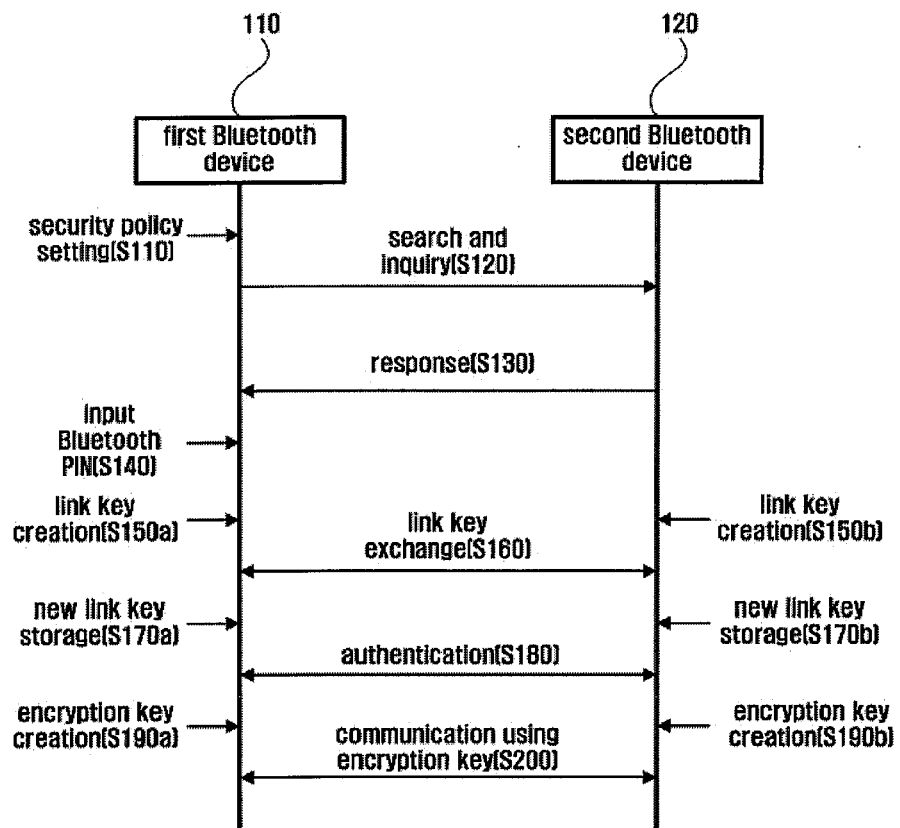 110
120
first Bluetooth
device
second Bluetooth
device
security policy
setting(S110)
search and
inquiry(S120)
response(S130)
input
Bluetooth
PIN(S140)
link key
creation(S150a)
link key
exchange(S160)
link key
creation(S150b)
new link key
storage(S170a)
new link key
storage(S170b)
authentication(S180)
encryption key
creation(S190a)
communication using
encryption key(S200)
encryption key
creation(S190b)